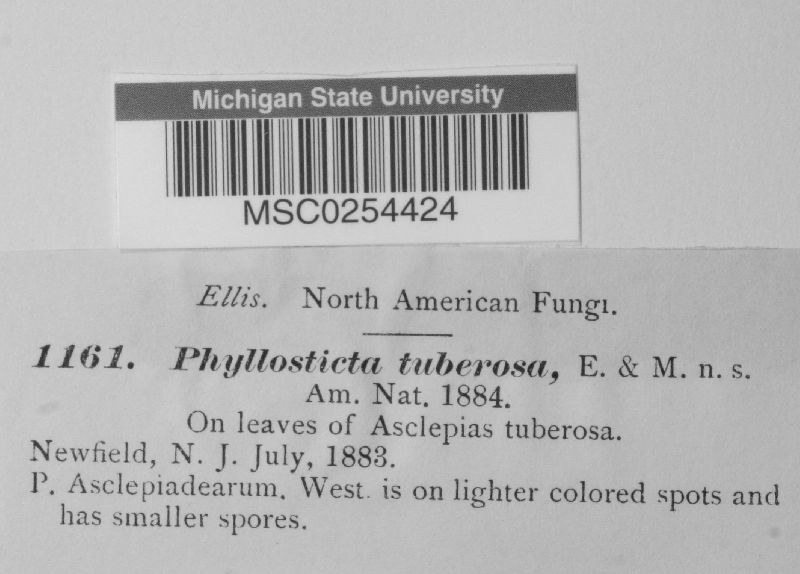 Michigan State University
MSC0254424
Ellis. North American Fungi.
1161. Phyllosticta tuberosa, E. & M. n. s.
Am. Nat. 1884.
On leaves of Asclepias tuberosa.
Newfield, N. J. July, 1883.
P. Asclepiadearum. West. is on lighter colored spots and
has smaller spores.